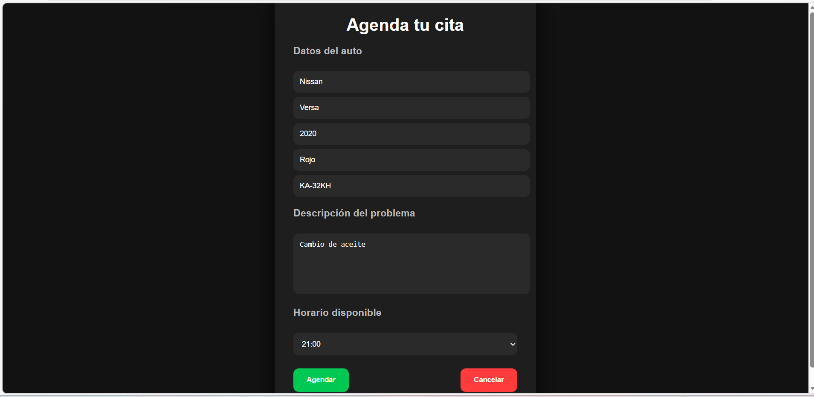 Agenda tu cita
Datos del auto
Nissan
Versa
2020
Rojo
KA-32KH
Descripción del problema
Cambio de aceite
Horario disponible
21:00
Agendar
Cancelar